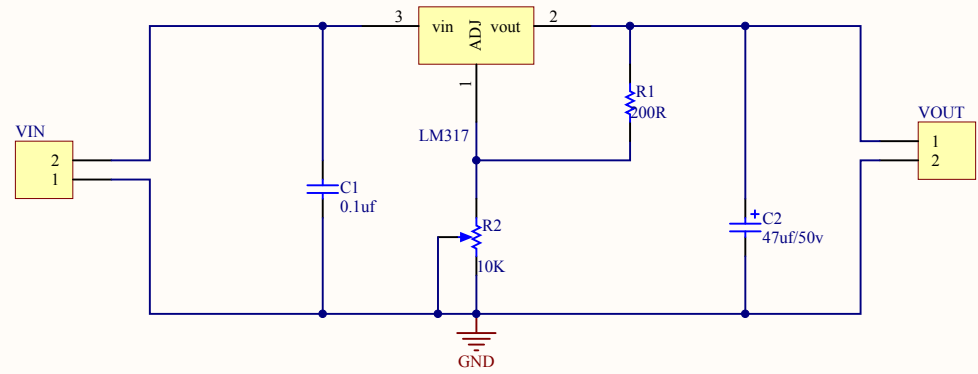 3
vin
ADJ
vout
2
1
LM317
R1
200R
VIN
2
1
C1
0.1uf
R2
10K
C2
47uf/50v
+
VOUT
1
2
GND